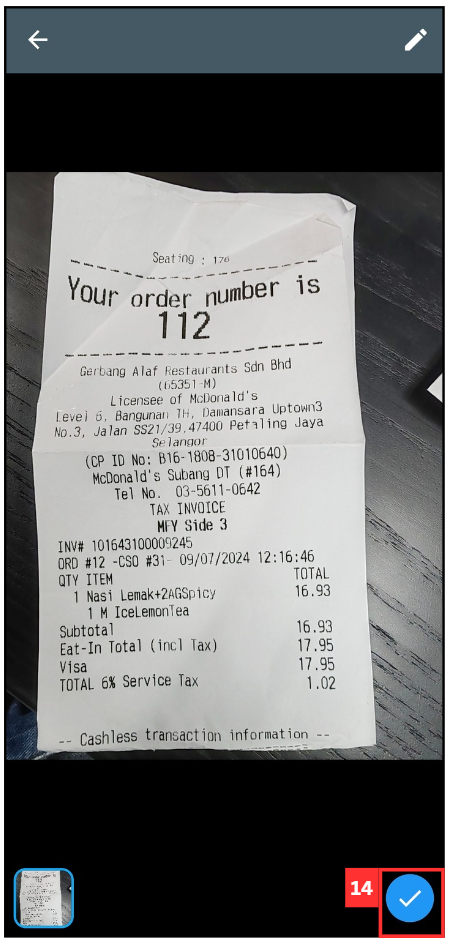 Seating : 176
Your order number is
112
Gerbang Alaf Restaurants Sdn Bhd
(65351-M)
Licensee of McDonald's
Level 6, Bangunan TH, Damansara Uptown3
No.3, Jalan SS21/39,47400 Petaling Jaya
Selangor
(CP ID No: B16-1808-31010640)
McDonald's Subang DT (#164)
Tel No. 03-5611-0642
TAX INVOICE
MFY Side 3
INV# 101643100009245
ORD #12 -CSO #31- 09/07/2024 12:16:46
QTY ITEM TOTAL
1 Nasi Lemak+2AGSpicy 16.93
1 M IceLemonTea
Subtotal 16.93
Eat-In Total (incl Tax) 17.95
Visa 17.95
TOTAL 6% Service Tax 1.02
-- Cashless transaction information --
14